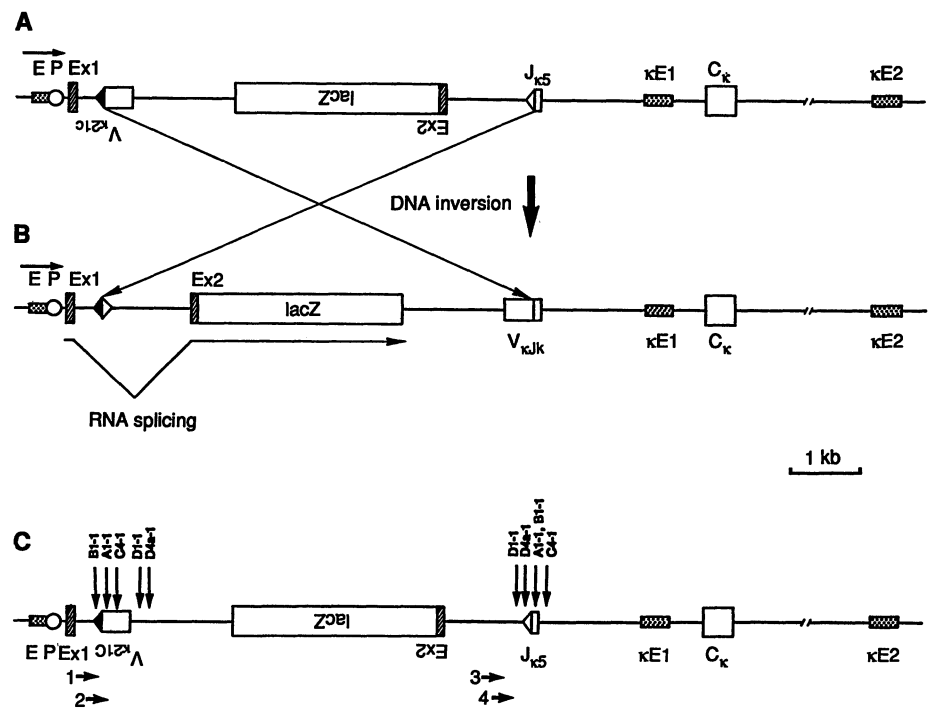 A
E P Ex1
Vκ21c
lacZ
Ex2
Jκ5
κE1
Cκ
κE2
DNA inversion
B
E P Ex1
Ex2
lacZ
VκJk
κE1
Cκ
κE2
RNA splicing
1 kb
C
B1-1
A1-1
C4-1
D1-1
D4a-1
D1-1
D4a-1
A1-1, B1-1
C4-1
lacZ
E P Ex1
Vκ21C
Ex2
Jκ5
κE1
Cκ
κE2
1
2
3
4